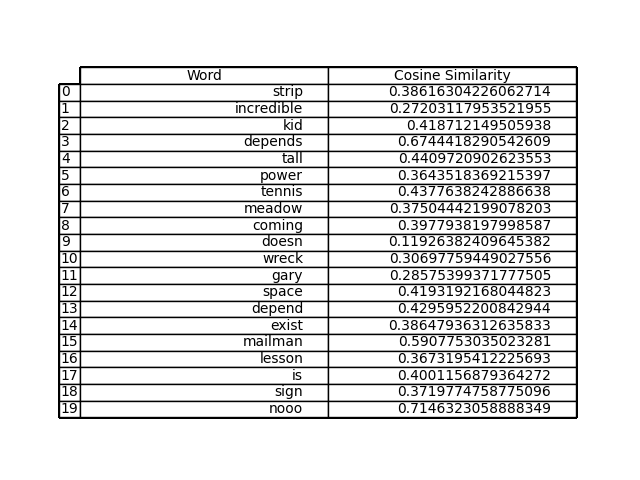 Word Cosine Similarity
0 strip 0.38616304226062714
1 incredible 0.27203117953521955
2 kid 0.418712149505938
3 depends 0.6744418290542609
4 tall 0.4409720902623553
5 power 0.3643518369215397
6 tennis 0.4377638242886638
7 meadow 0.37504442199078203
8 coming 0.3977938197998587
9 doesn 0.11926382409645382
10 wreck 0.30697759449027556
11 gary 0.28575399371777505
12 space 0.4193192168044823
13 depend 0.4295952200842944
14 exist 0.38647936312635833
15 mailman 0.5907753035023281
16 lesson 0.3673195412225693
17 is 0.4001156879364272
18 sign 0.3719774758775096
19 nooo 0.7146323058888349